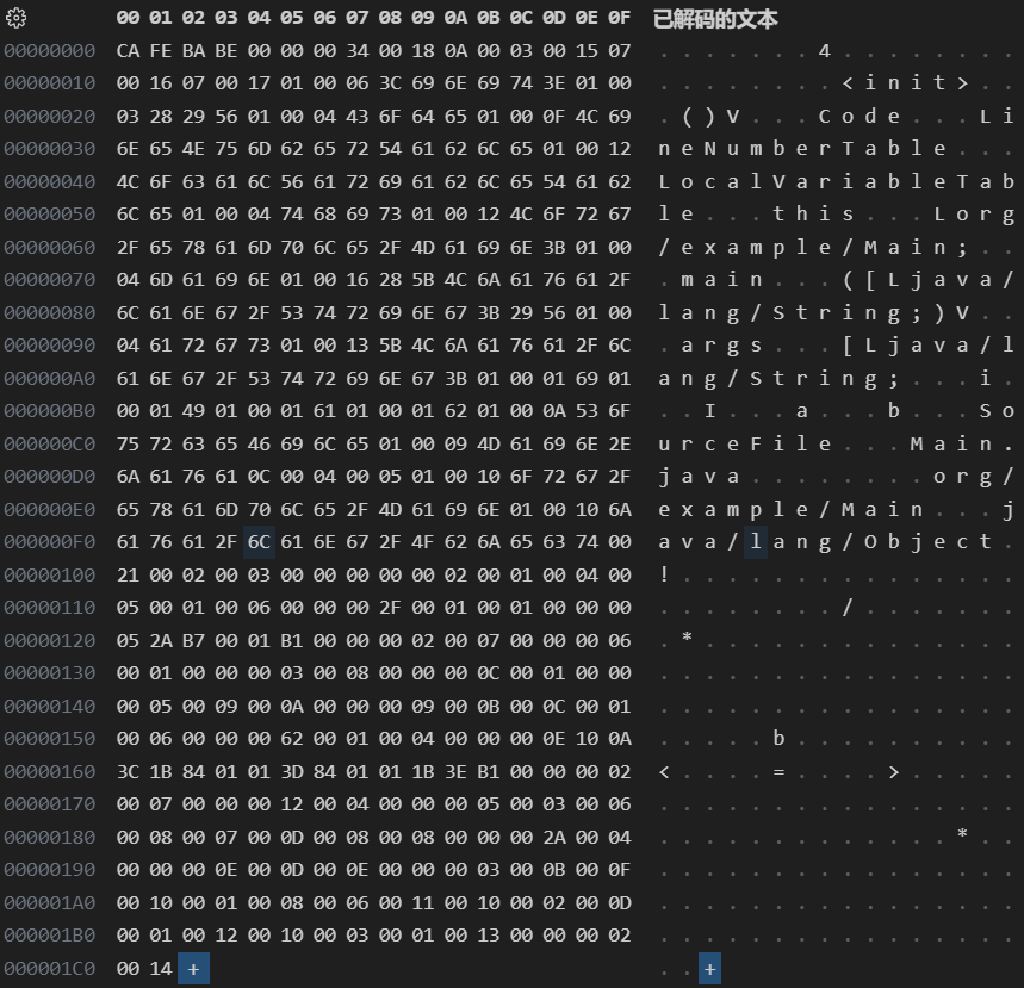 00 01 02 03 04 05 06 07 08 09 0A 0B 0C 0D 0E 0F 已解码的文本
00000000 CA FE BA BE 00 00 00 34 00 18 0A 00 03 00 15 07 . . . . . . . 4 . . . . . . . .
00000010 00 16 07 00 17 01 00 06 3C 69 6E 69 74 3E 01 00 . . . . . . . . < i n i t > . .
00000020 03 28 29 56 01 00 04 43 6F 64 65 01 00 0F 4C 69 . ( ) V . . . C o d e . . . L i
00000030 6E 65 4E 75 6D 62 65 72 54 61 62 6C 65 01 00 12 n e N u m b e r T a b l e . . .
00000040 4C 6F 63 61 6C 56 61 72 69 61 62 6C 65 54 61 62 L o c a l V a r i a b l e T a b
00000050 6C 65 01 00 04 74 68 69 73 01 00 12 4C 6F 72 67 l e . . . t h i s . . . L o r g
00000060 2F 65 78 61 6D 70 6C 65 2F 4D 61 69 6E 3B 01 00 / e x a m p l e / M a i n ; . .
00000070 04 6D 61 69 6E 01 00 16 28 5B 4C 6A 61 76 61 2F . m a i n . . . ( [ L j a v a /
00000080 6C 61 6E 67 2F 53 74 72 69 6E 67 3B 29 56 01 00 l a n g / S t r i n g ; ) V . .
00000090 04 61 72 67 73 01 00 13 5B 4C 6A 61 76 61 2F 6C . a r g s . . . [ L j a v a / l
000000A0 61 6E 67 2F 53 74 72 69 6E 67 3B 01 00 01 69 01 a n g / S t r i n g ; . . . i .
000000B0 00 01 49 01 00 01 61 01 00 01 62 01 00 0A 53 6F . . I . . . a . . . b . . . S o
000000C0 75 72 63 65 46 69 6C 65 01 00 09 4D 61 69 6E 2E u r c e F i l e . . . M a i n .
000000D0 6A 61 76 61 0C 00 04 00 05 01 00 10 6F 72 67 2F j a v a . . . . . . . . o r g /
000000E0 65 78 61 6D 70 6C 65 2F 4D 61 69 6E 01 00 10 6A e x a m p l e / M a i n . . . j
000000F0 61 76 61 2F 6C 61 6E 67 2F 4F 62 6A 65 63 74 00 a v a / l a n g / O b j e c t .
00000100 21 00 02 00 03 00 00 00 00 00 02 00 01 00 04 00 ! . . . . . . . . . . . . . . .
00000110 05 00 01 00 06 00 00 00 2F 00 01 00 01 00 00 00 . . . . . . . . / . . . . . . .
00000120 05 2A B7 00 01 B1 00 00 00 02 00 07 00 00 00 06 . * . . . . . . . . . . . . . .
00000130 00 01 00 00 00 03 00 08 00 00 00 0C 00 01 00 00 . . . . . . . . . . . . . . . .
00000140 00 05 00 09 00 0A 00 00 00 09 00 0B 00 0C 00 01 . . . . . . . . . . . . . . . .
00000150 00 06 00 00 00 62 00 01 00 04 00 00 00 0E 10 0A . . . . . b . . . . . . . . . .
00000160 3C 1B 84 01 01 3D 84 01 01 1B 3E B1 00 00 00 02 < . . . . = . . . . > . . . . .
00000170 00 07 00 00 00 12 00 04 00 00 00 05 00 03 00 06 . . . . . . . . . . . . . . . .
00000180 00 08 00 07 00 0D 00 08 00 08 00 00 00 2A 00 04 . . . . . . . . . . . . . * . .
00000190 00 00 00 0E 00 0D 00 0E 00 00 00 03 00 0B 00 0F . . . . . . . . . . . . . . . .
000001A0 00 10 00 01 00 08 00 06 00 11 00 10 00 02 00 0D . . . . . . . . . . . . . . . .
000001B0 00 01 00 12 00 10 00 03 00 01 00 13 00 00 00 02 . . . . . . . . . . . . . . . .
000001C0 00 14 + . . +